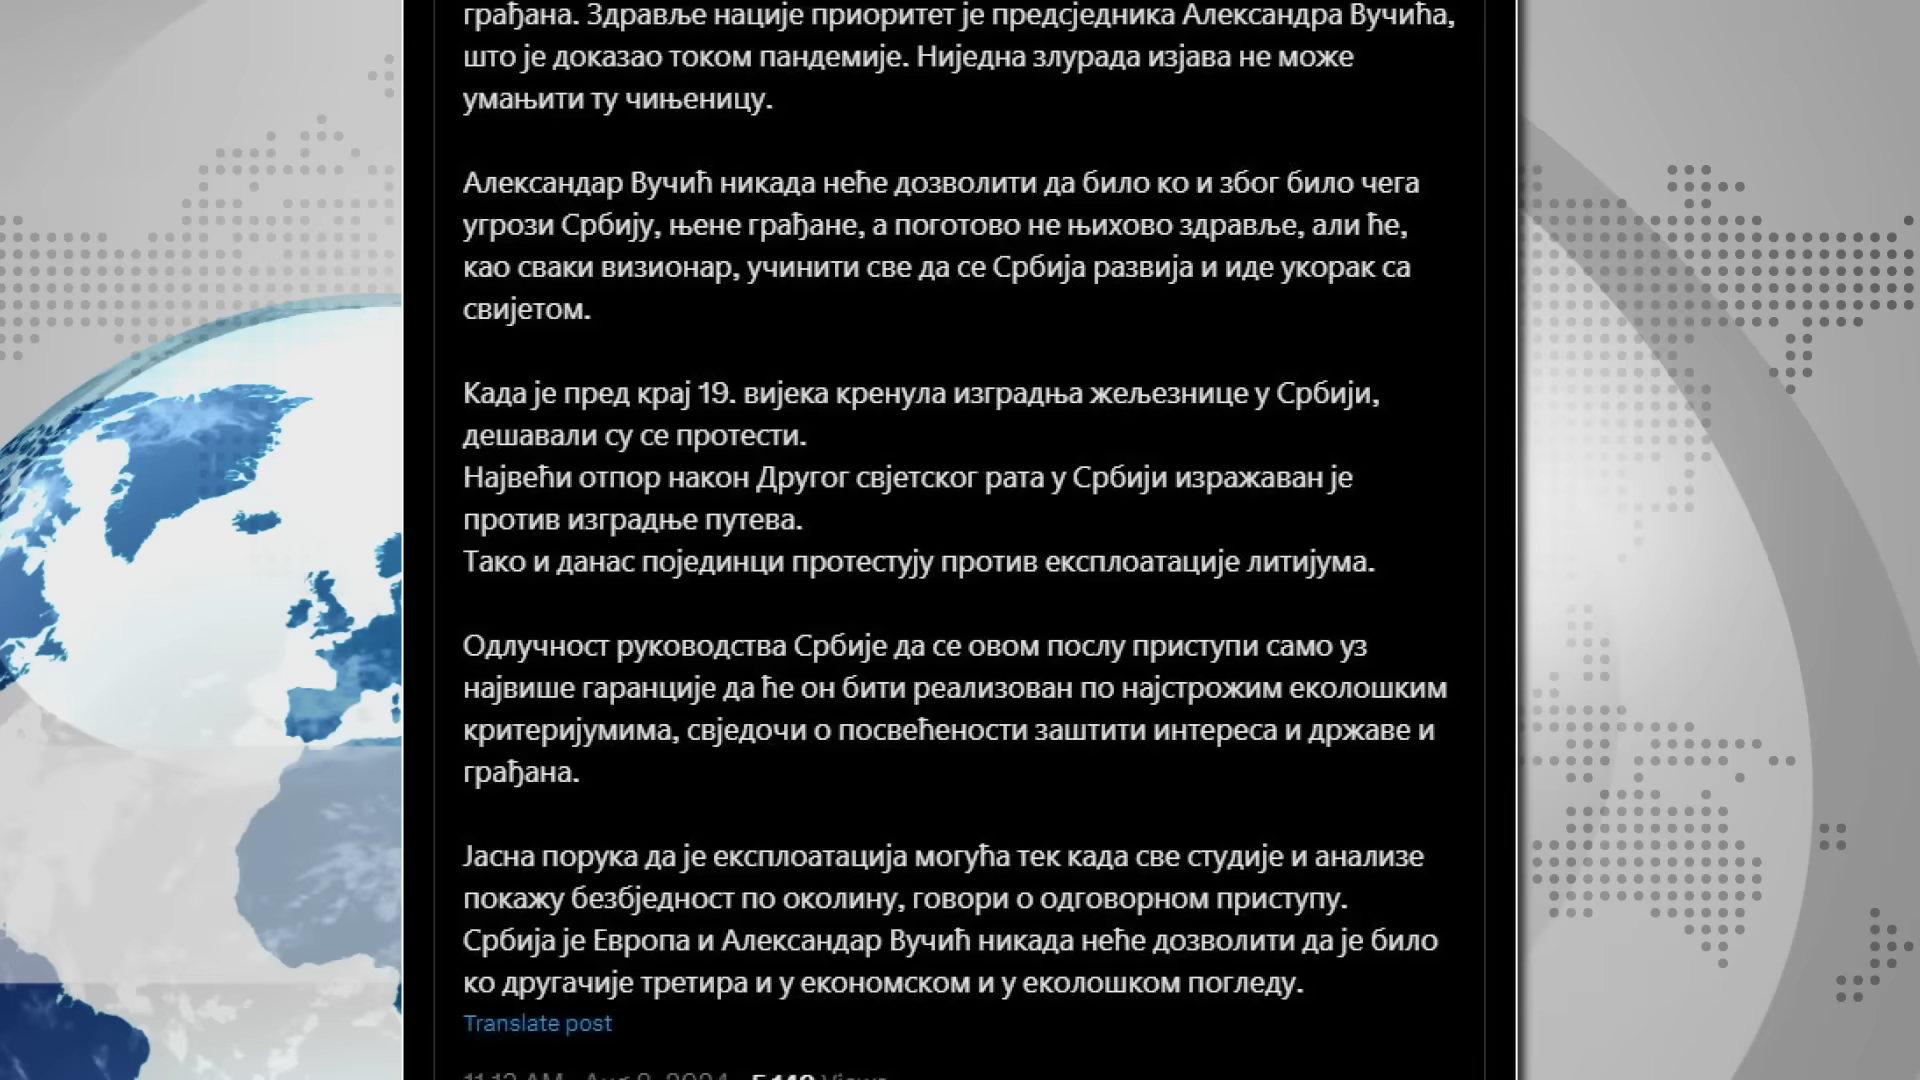 грађана. Здравље нације приоритет је предсједника Александра Вучића,
што је доказао током пандемије. Ниједна злурада изјава не може
умањити ту чињеницу.
Александар Вучић никада неће дозволити да било ко и због било чега
угрози Србију, њене грађане, а поготово не њихово здравље, али ће,
као сваки визионар, учинити све да се Србија развија и иде укорак са
свијетом.
Када је пред крај 19. вијека кренула изградња жељезнице у Србији,
дешавали су се протести.
Највећи отпор након Другог свјетског рата у Србији изражаван је
против изградње путева.
Тако и данас појединци протестују против експлоатације литијума.
Одлучност руководства Србије да се овом послу приступи само уз
највише гаранције да ће он бити реализован по најстрожим еколошким
критеријумима, свједочи о посвећености заштити интереса и државе и
грађана.
Јасна порука да је експлоатација могућа тек када све студије и анализе
покажу безбједност по околину, говори о одговорном приступу.
Србија је Европа и Александар Вучић никада неће дозволити да је било
ко другачије третира и у економском и у еколошком погледу.
Translate post